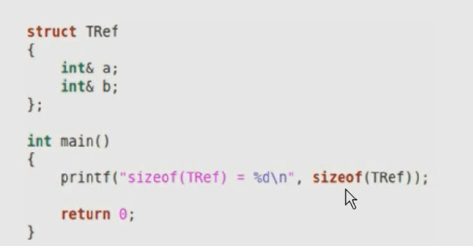 struct TRef
{
    int& a;
    int& b;
};
int main()
{
    printf("sizeof(TRef) = %d\n", sizeof(TRef));
    return 0;
}